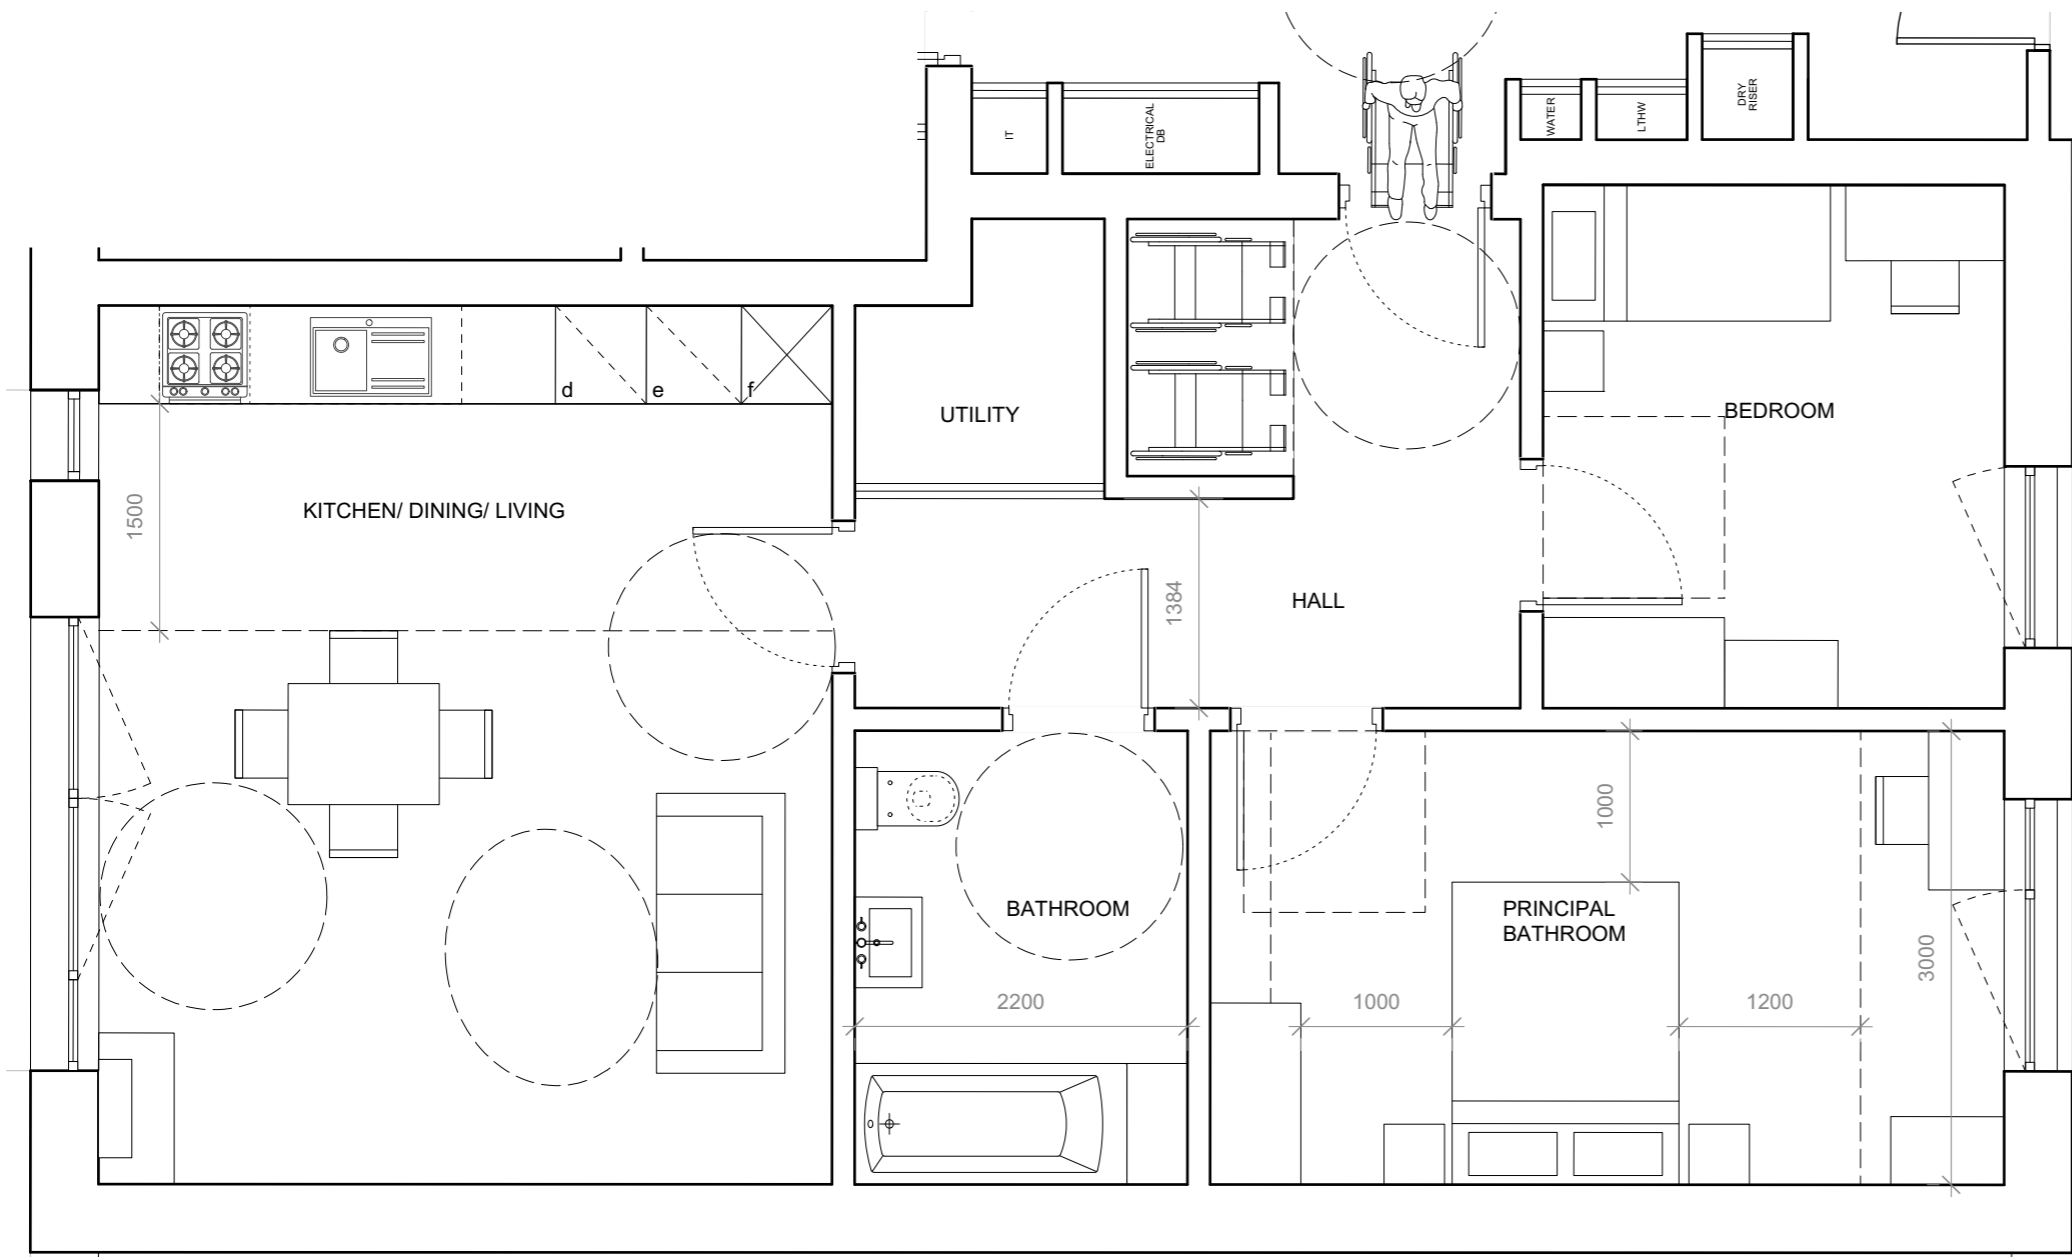 IT
ELECTRICAL
DB
WATER
LTHW
DRY
RISER
d
e
f
UTILITY
BEDROOM
1500
KITCHEN/ DINING/ LIVING
1384
HALL
1000
BATHROOM
PRINCIPAL
BATHROOM
3000
2200
1000
1200